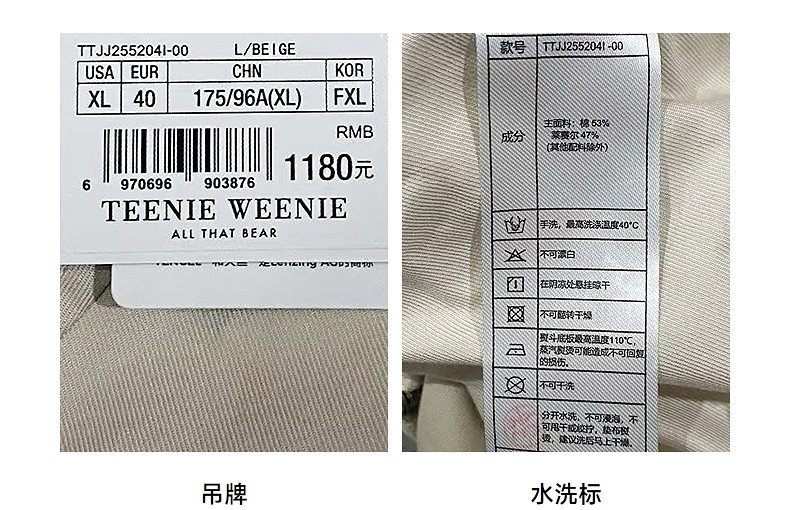 TTJJ255204I-00 L/BEIGE
USA EUR CHN KOR
XL 40 175/96A(XL) FXL
RMB
1180元
6 970696 903876
TEENIE WEENIE
ALL THAT BEAR
款号 TTJJ255204I-00
成分
主面料：棉 53%
莱赛尔 47%
(其他配料除外)
手洗，最高洗涤温度40°C
不可漂白
在阴凉处悬挂晾干
不可翻转干燥
熨斗底板最高温度110℃,
蒸汽熨烫可能造成不可回复
的损伤。
不可干洗
分开水洗，不可浸泡，不
可甩干或绞拧，垫布熨
烫，建议洗后马上干燥
吊牌
水洗标